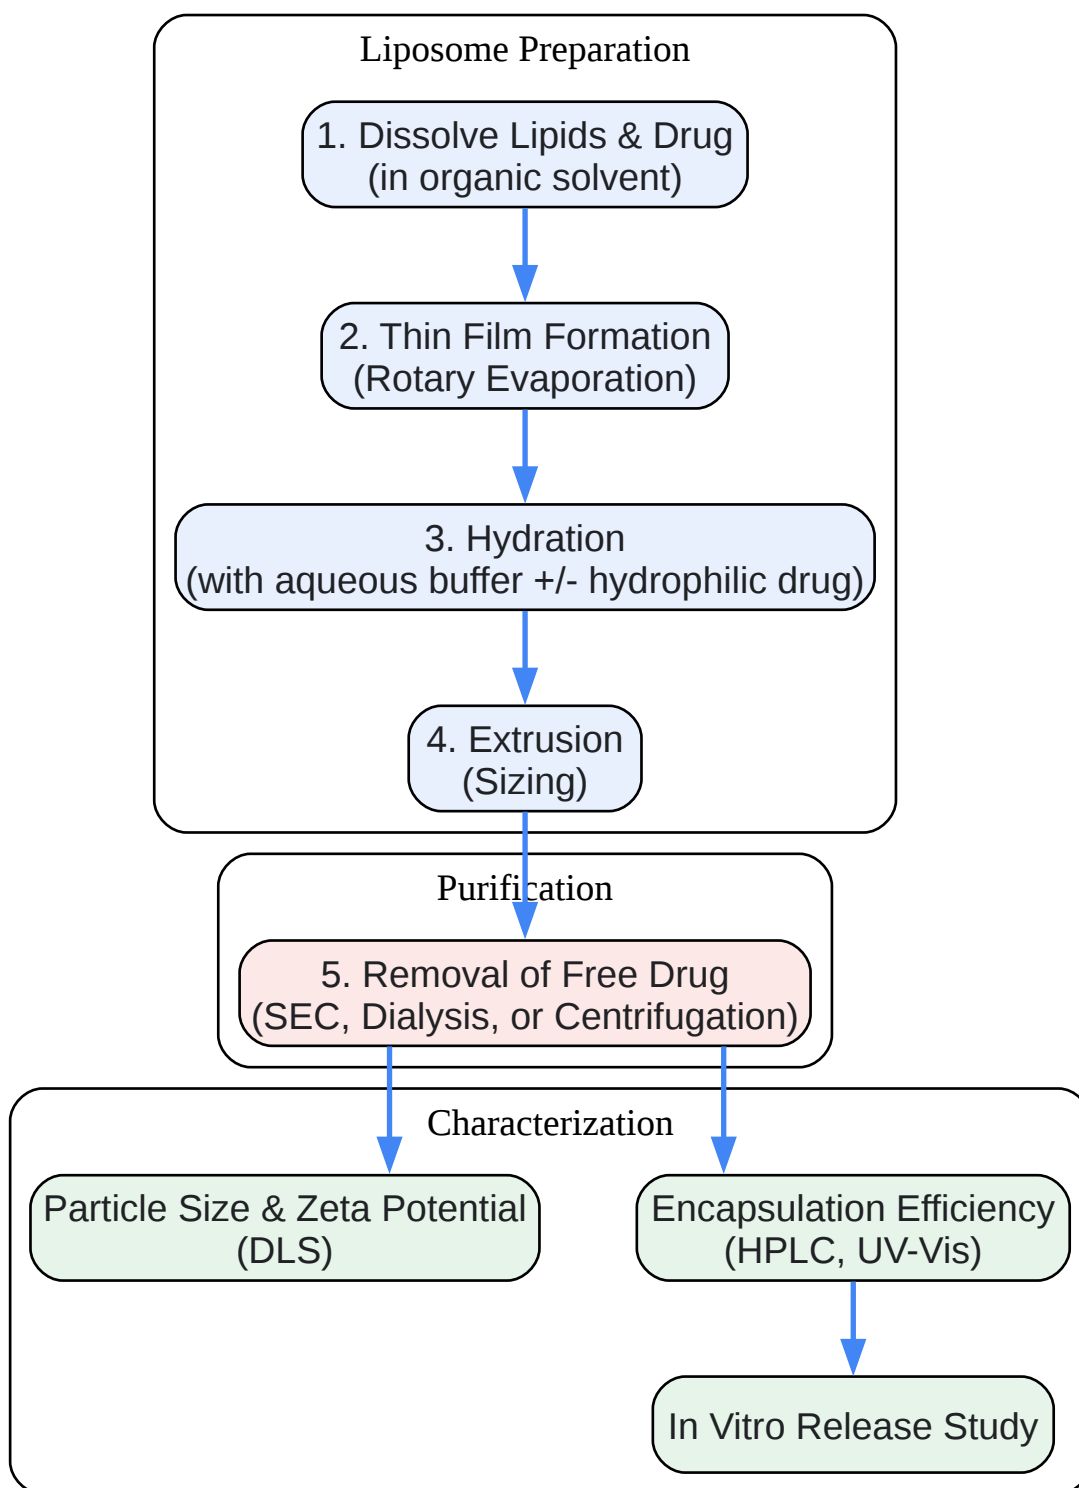 Liposome Preparation
1. Dissolve Lipids & Drug
(in organic solvent)
2. Thin Film Formation
(Rotary Evaporation)
3. Hydration
(with aqueous buffer +/- hydrophilic drug)
4. Extrusion
(Sizing)
Purification
5. Removal of Free Drug
(SEC, Dialysis, or Centrifugation)
Characterization
Particle Size & Zeta Potential
(DLS)
Encapsulation Efficiency
(HPLC, UV-Vis)
In Vitro Release Study